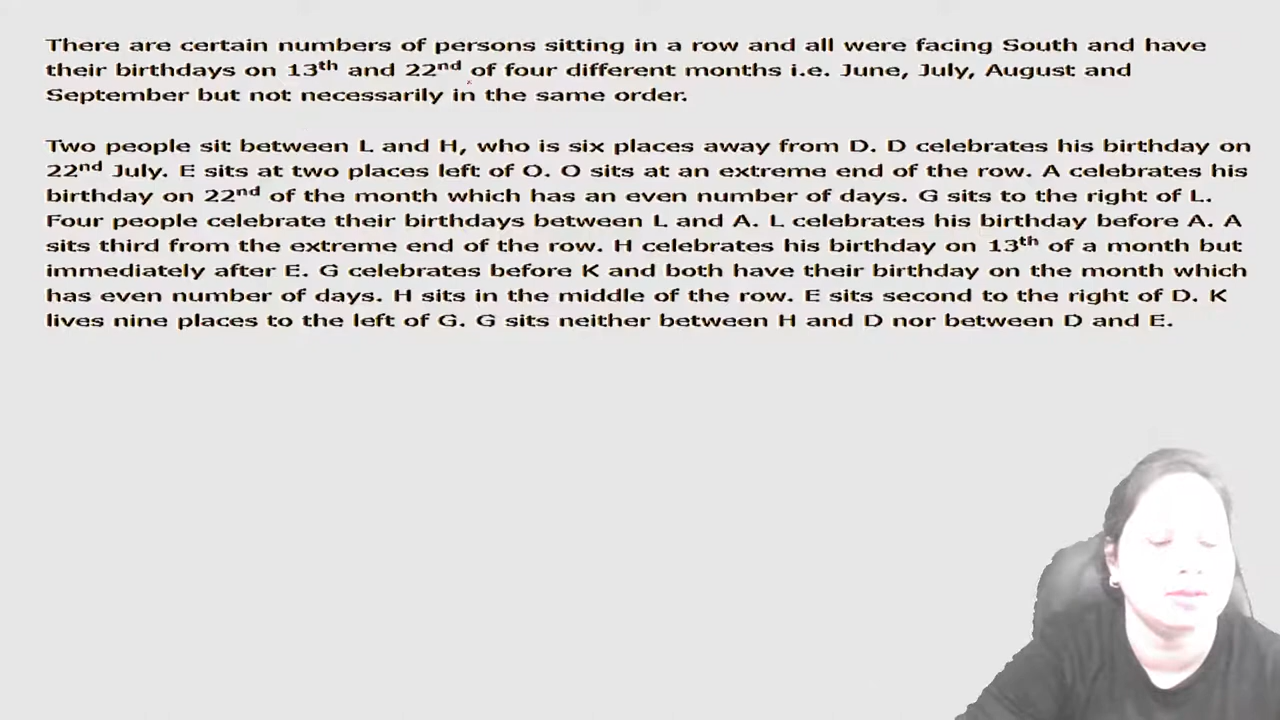 There are certain numbers of persons sitting in a row and all were facing South and have
their birthdays on 13th and 22nd of four different months i.e. June, July, August and
September but not necessarily in the same order.
Two people sit between L and H, who is six places away from D. D celebrates his birthday on
22nd July. E sits at two places left of O. O sits at an extreme end of the row. A celebrates his
birthday on 22nd of the month which has an even number of days. G sits to the right of L.
Four people celebrate their birthdays between L and A. L celebrates his birthday before A. A
sits third from the extreme end of the row. H celebrates his birthday on 13th of a month but
immediately after E. G celebrates before K and both have their birthday on the month which
has even number of days. H sits in the middle of the row. E sits second to the right of D. K
lives nine places to the left of G. G sits neither between H and D nor between D and E.